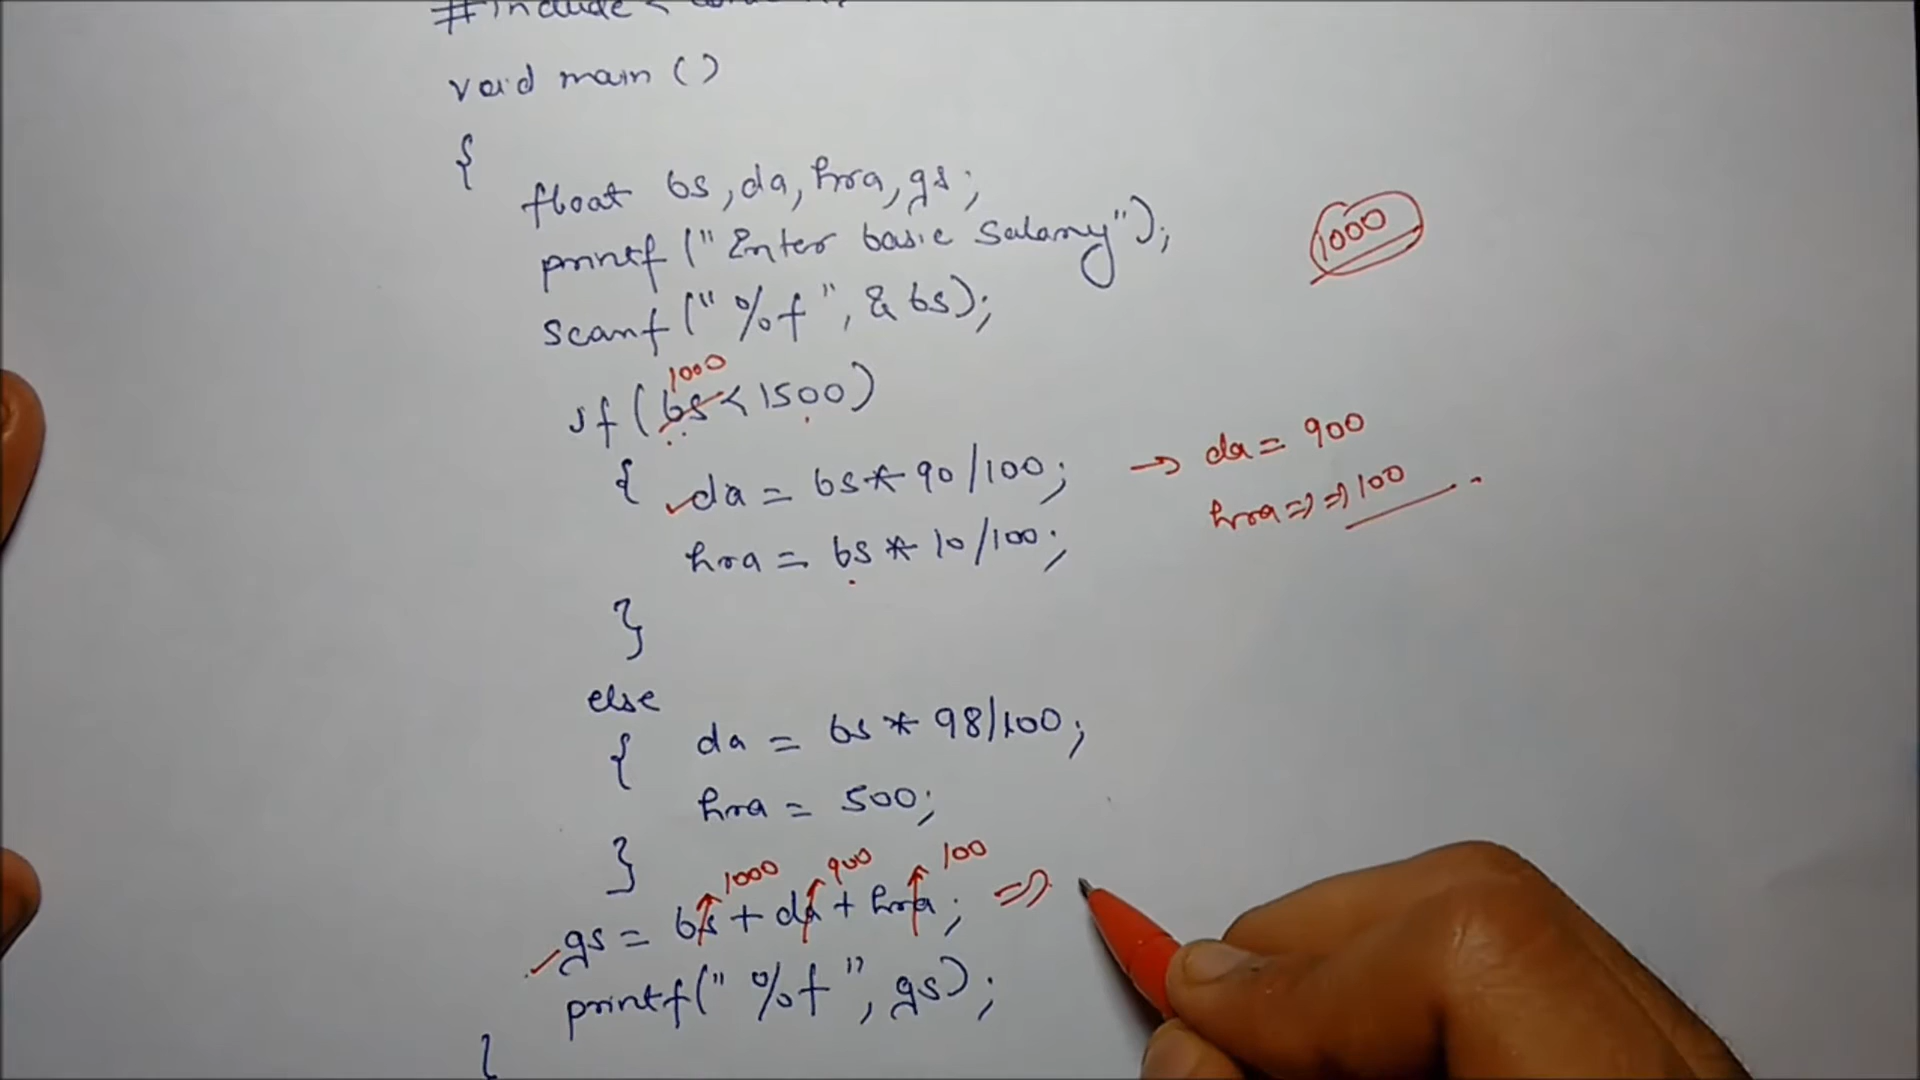 #include <
void main ()
{
float bs, da, hra, gs;
printf ("Enter basic salary");
1000
scanf ("%f", & bs);
1000
if (bs < 1500)
{ da = bs * 90/100; → da = 900
hra = bs * 10/100; hra ⇒ ⇒ 100
}
else
{ da = bs * 98/100;
hra = 500;
}
1000 900 100
gs = bs + da + hra; ⇒
printf(" %f ", gs);